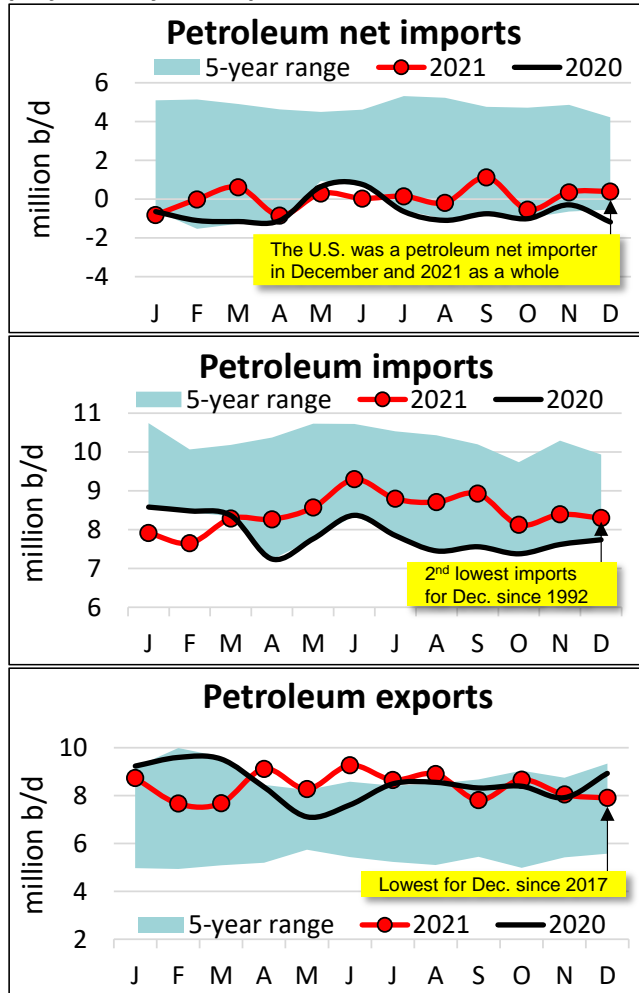 Petroleum net imports
5-year range 2021 2020
million b/d
6
4
2
0
-2
-4
The U.S. was a petroleum net importer
in December and 2021 as a whole
J F M A M J J A S O N D
Petroleum imports
5-year range 2021 2020
million b/d
11
10
9
8
7
6
2nd lowest imports
for Dec. since 1992
J F M A M J J A S O N D
Petroleum exports
million b/d
10
8
6
4
2
Lowest for Dec. since 2017
5-year range 2021 2020
J F M A M J J A S O N D